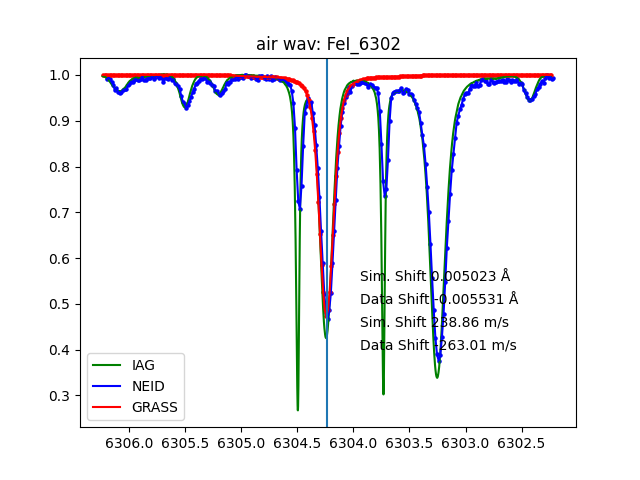 air wav: FeI_6302
1.0
0.9
0.8
0.7
0.6
0.5
0.4
0.3
Sim. Shift 0.005023 Å
Data Shift -0.005531 Å
Sim. Shift 238.86 m/s
Data Shift -263.01 m/s
IAG
NEID
GRASS
6306.0 6305.5 6305.0 6304.5 6304.0 6303.5 6303.0 6302.5